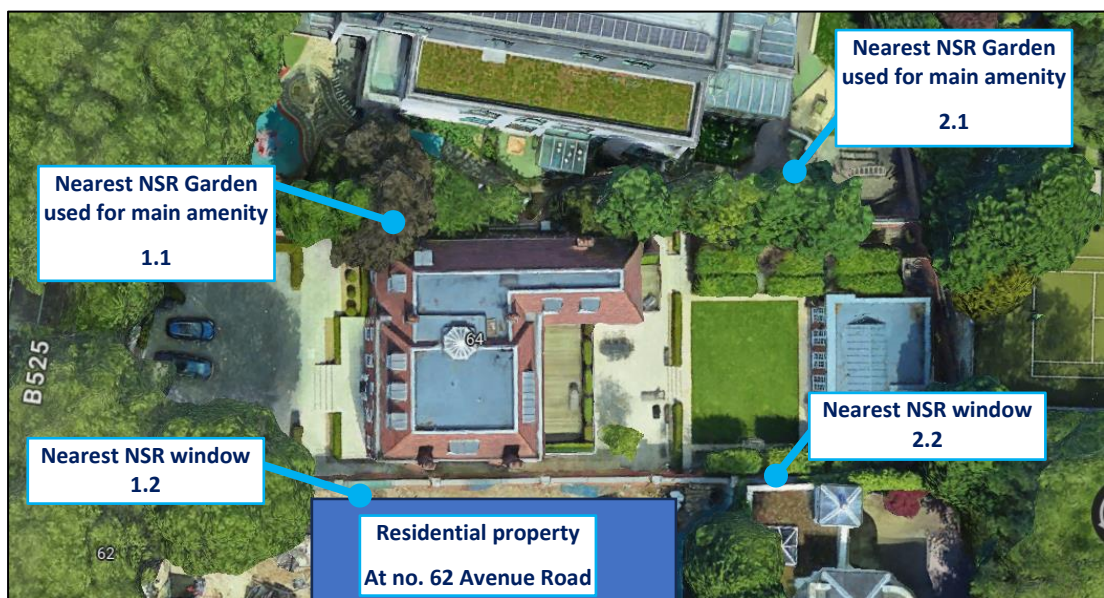 Nearest NSR Garden
used for main amenity
2.1
Nearest NSR Garden
used for main amenity
1.1
64
B525
Nearest NSR window
2.2
Nearest NSR window
1.2
Residential property
At no. 62 Avenue Road
62